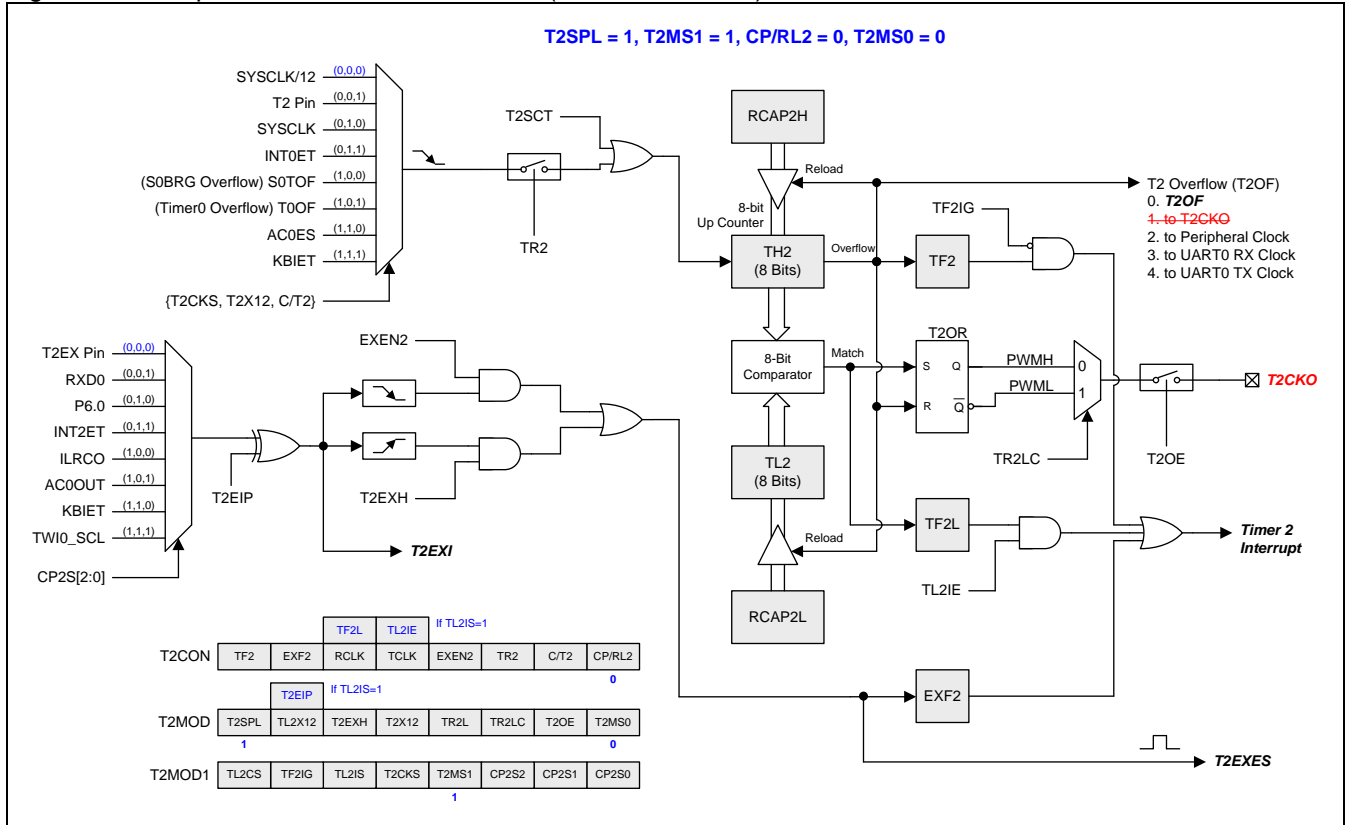 T2SPL = 1, T2MS1 = 1, CP/RL2 = 0, T2MS0 = 0
SYSCLK/12 (0,0,0)
T2 Pin (0,0,1)
SYSCLK (0,1,0)
INT0ET (0,1,1)
(S0BRG Overflow) S0TOF (1,0,0)
(Timer0 Overflow) T0OF (1,0,1)
AC0ES (1,1,0)
KBIET (1,1,1)
{T2CKS, T2X12, C/T2}
T2SCT
TR2
RCAP2H
Reload
8-bit
Up Counter
TH2
(8 Bits)
Overflow
TF2
TF2IG
T2 Overflow (T2OF)
0. T2OF
1. to T2CKO
2. to Peripheral Clock
3. to UART0 RX Clock
4. to UART0 TX Clock
T2EX Pin (0,0,0)
RXD0 (0,0,1)
P6.0 (0,1,0)
INT2ET (0,1,1)
ILRCO (1,0,0)
AC0OUT (1,0,1)
KBIET (1,1,0)
TWI0_SCL (1,1,1)
CP2S[2:0]
T2EIP
EXEN2
T2EXH
T2EXI
8-Bit
Comparator
Match
T2OR
S Q
R Q
PWMH
PWML
0
1
TR2LC
T2OE
T2CKO
TL2
(8 Bits)
Reload
RCAP2L
TF2L
TL2IE
Timer 2
Interrupt
EXF2
T2EXES
TF2L TL2IE If TL2IS=1
T2CON TF2 EXF2 RCLK TCLK EXEN2 TR2 C/T2 CP/RL2
0
T2EIP If TL2IS=1
T2MOD T2SPL TL2X12 T2EXH T2X12 TR2L TR2LC T2OE T2MS0
1 0
T2MOD1 TL2CS TF2IG TL2IS T2CKS T2MS1 CP2S2 CP2S1 CP2S0
1